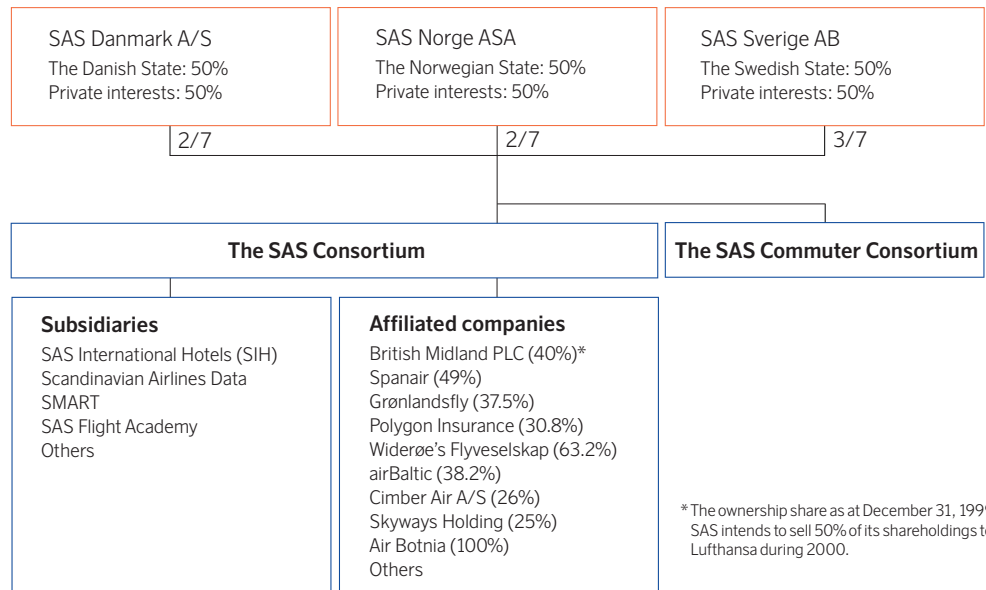 SAS Danmark A/S
The Danish State: 50%
Private interests: 50%
SAS Norge ASA
The Norwegian State: 50%
Private interests: 50%
SAS Sverige AB
The Swedish State: 50%
Private interests: 50%
2/7
2/7
3/7
The SAS Consortium
The SAS Commuter Consortium
Subsidiaries
SAS International Hotels (SIH)
Scandinavian Airlines Data
SMART
SAS Flight Academy
Others
Affiliated companies
British Midland PLC (40%)*
Spanair (49%)
Grønlandsfly (37.5%)
Polygon Insurance (30.8%)
Widerøe's Flyveselskap (63.2%)
airBaltic (38.2%)
Cimber Air A/S (26%)
Skyways Holding (25%)
Air Botnia (100%)
Others
* The ownership share as at December 31,
SAS intends to sell 50% of its shareholdings
Lufthansa during 2000.